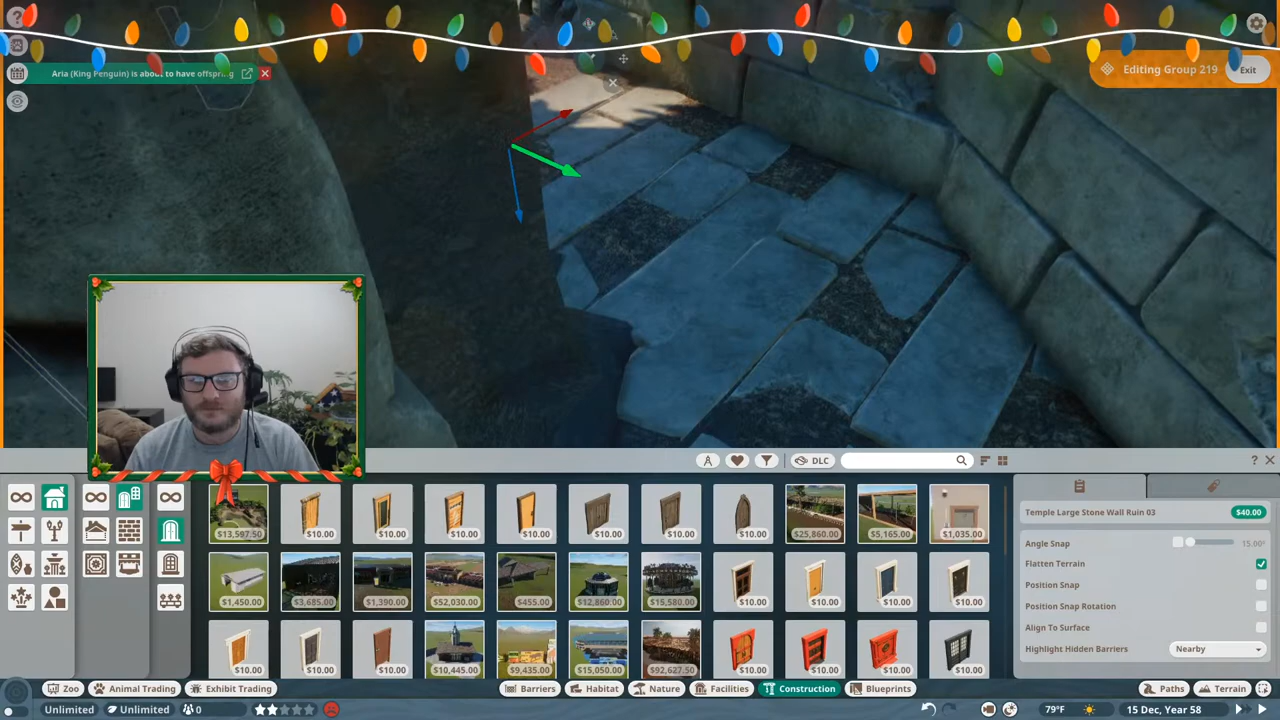 Aria (King Penguin) is about to have offspring
Editing Group 219
Exit
DLC
$13,597.50
$10.00
$10.00
$10.00
$10.00
$10.00
$10.00
$10.00
$25,860.00
$5,165.00
$1,035.00
$1,450.00
$3,685.00
$1,390.00
$52,030.00
$455.00
$12,860.00
$15,580.00
$10.00
$10.00
$10.00
$10.00
$10.00
$10.00
$10.00
$10,445.00
$9,435.00
$15,050.00
$92,627.50
$10.00
$10.00
$10.00
$10.00
Temple Large Stone Wall Ruin 03
$40.00
Angle Snap
15.00°
Flatten Terrain
Position Snap
Position Snap Rotation
Align To Surface
Highlight Hidden Barriers
Nearby
Zoo
Animal Trading
Exhibit Trading
Barriers
Habitat
Nature
Facilities
Construction
Blueprints
Paths
Terrain
Unlimited
Unlimited
0
79°F
15 Dec, Year 58